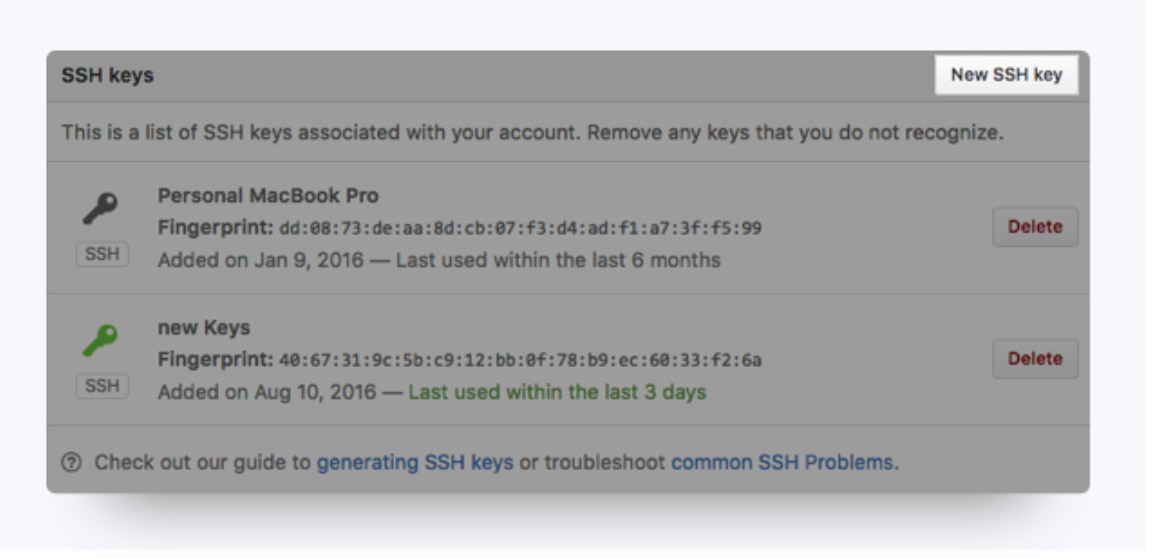 SSH keys
New SSH key
This is a list of SSH keys associated with your account. Remove any keys that you do not recognize.
Personal MacBook Pro
Fingerprint: dd:08:73:de:aa:8d:cb:07:f3:d4:ad:f1:a7:3f:f5:99
SSH
Added on Jan 9, 2016 — Last used within the last 6 months
Delete
new Keys
Fingerprint: 40:67:31:9c:5b:c9:12:bb:0f:78:b9:ec:60:33:f2:6a
SSH
Added on Aug 10, 2016 — Last used within the last 3 days
Delete
Check out our guide to generating SSH keys or troubleshoot common SSH Problems.